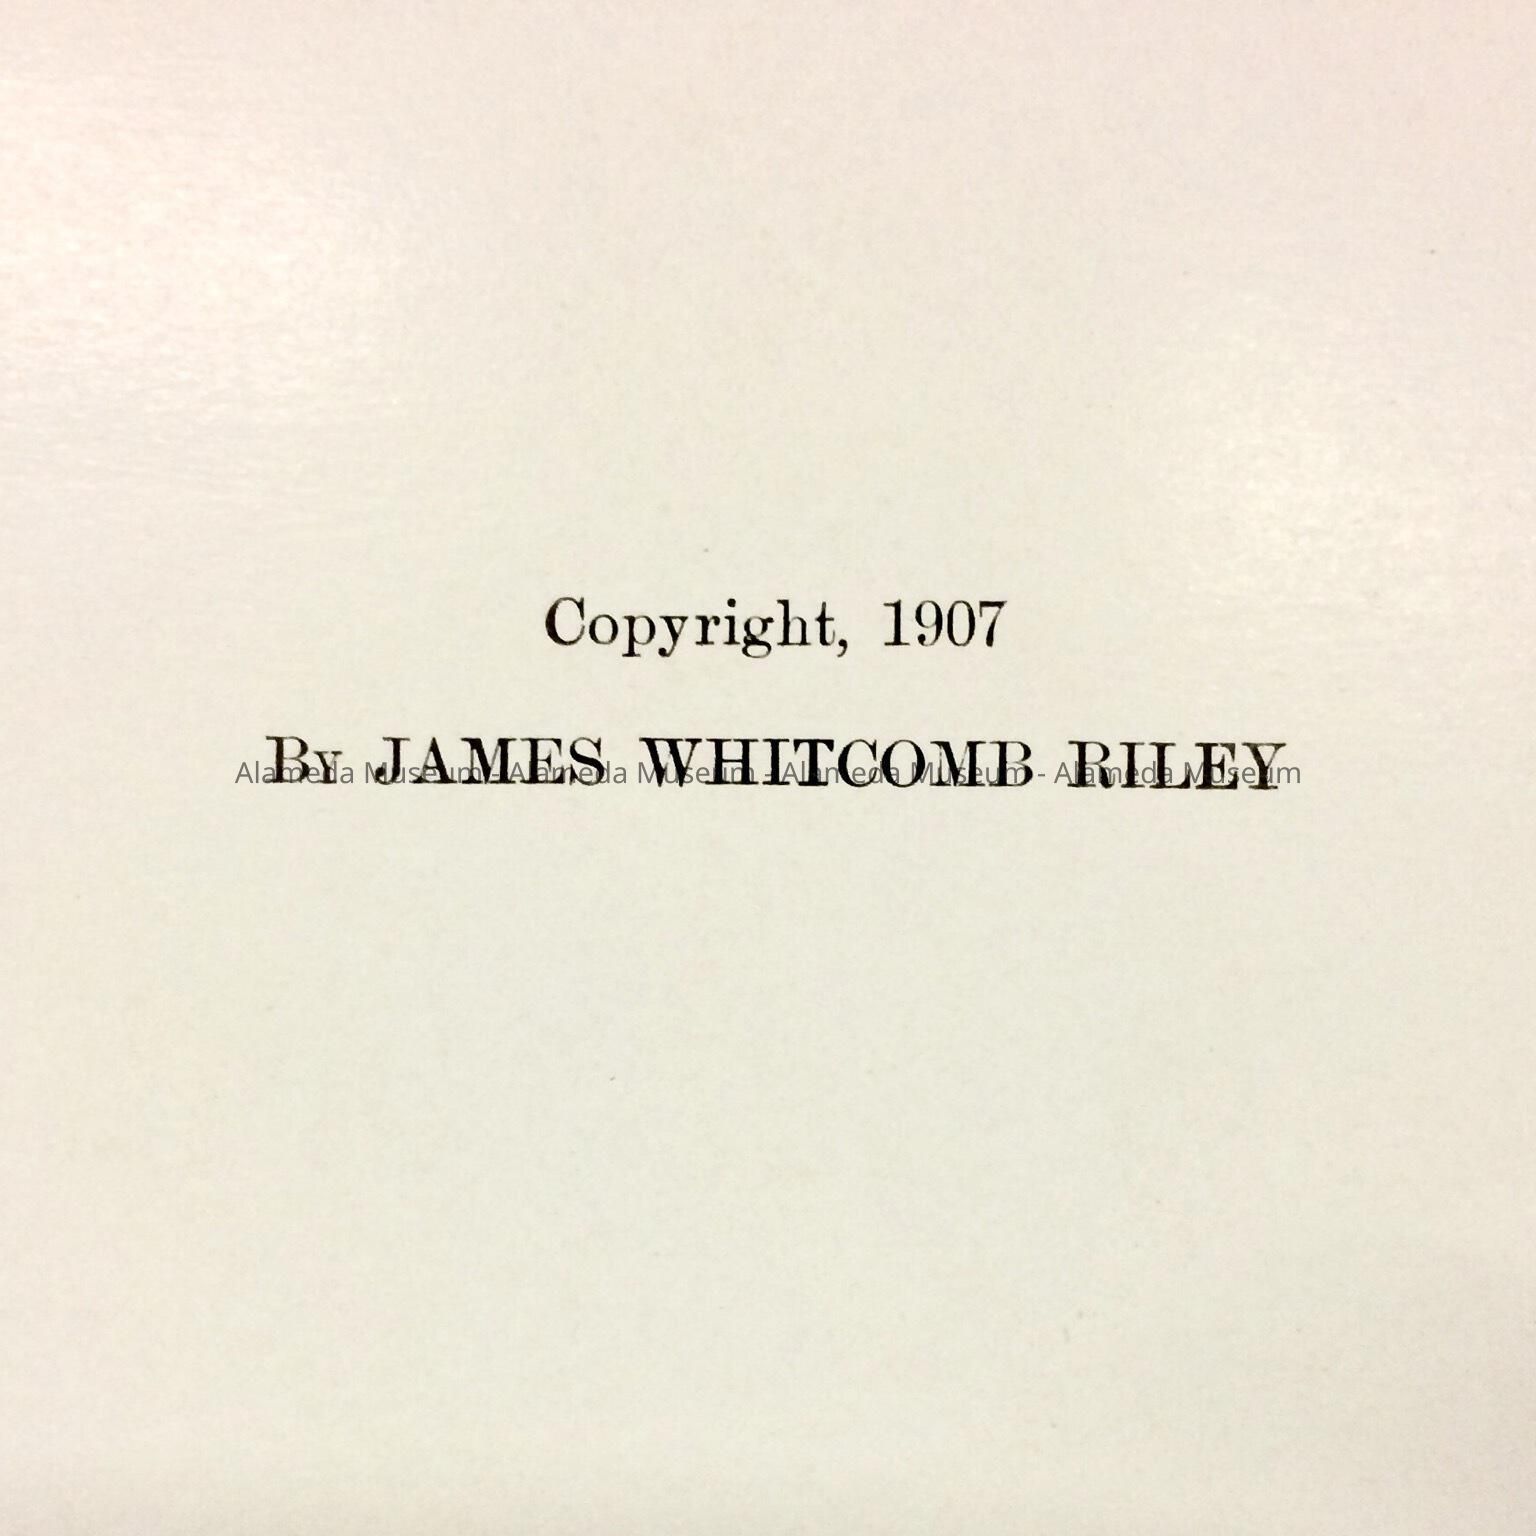 Copyright, 1907
By JAMES WHITCOMB RILEY
Alameda Museum - Alameda Museum - Alameda Museum - Alameda Museum